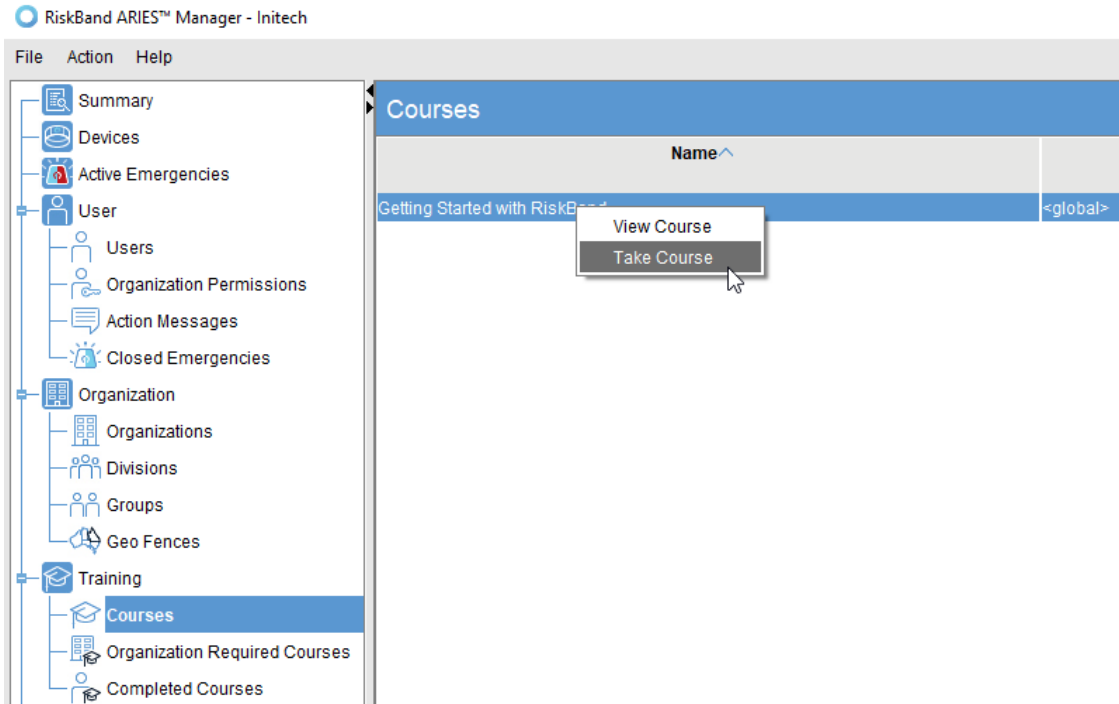 RiskBand ARIES™ Manager - Initech
File Action Help
Summary
Devices
Active Emergencies
User
Users
Organization Permissions
Action Messages
Closed Emergencies
Organization
Organizations
Divisions
Groups
Geo Fences
Training
Courses
Organization Required Courses
Completed Courses
Courses
Name
Getting Started with RiskBand <global>
View Course
Take Course